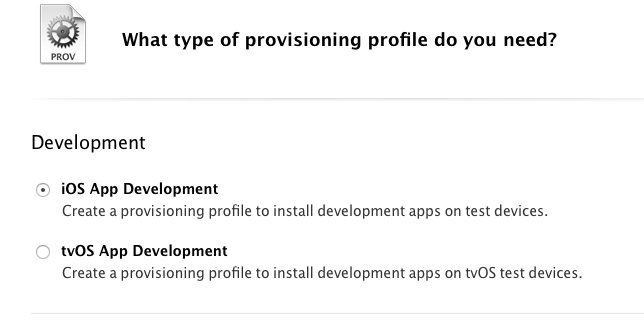 PROV
What type of provisioning profile do you need?
Development
iOS App Development
Create a provisioning profile to install development apps on test devices.
tvOS App Development
Create a provisioning profile to install development apps on tvOS test devices.